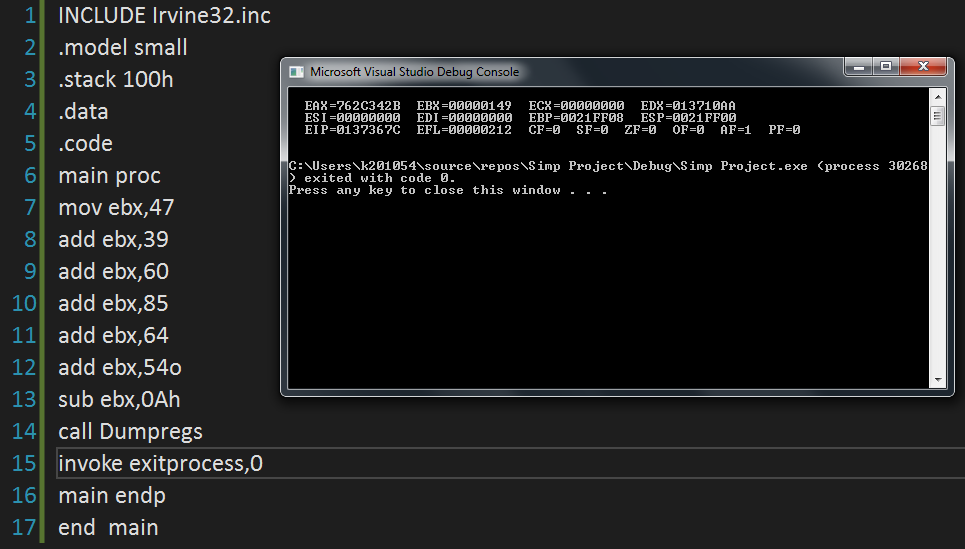 1 INCLUDE Irvine32.inc
2 .model small
3 .stack 100h
4 .data
5 .code
6 main proc
7 mov ebx,47
8 add ebx,39
9 add ebx,60
10 add ebx,85
11 add ebx,64
12 add ebx,54o
13 sub ebx,0Ah
14 call Dumpregs
15 invoke exitprocess,0
16 main endp
17 end  main
Microsoft Visual Studio Debug Console
EAX=762C342B  EBX=00000149  ECX=00000000  EDX=013710AA
ESI=00000000  EDI=00000000  EBP=0021FF08  ESP=0021FF00
EIP=0137367C  EFL=00000212  CF=0  SF=0  ZF=0  OF=0  AF=1  PF=0
C:\Users\k201054\source\repos\Simp Project\Debug\Simp Project.exe (process 30268
) exited with code 0.
Press any key to close this window . . .